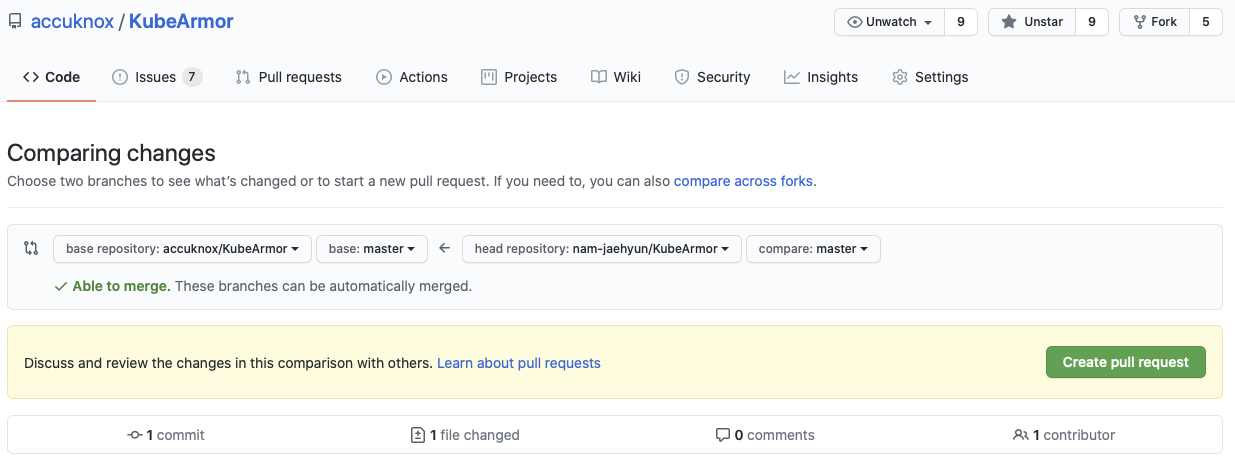 accuknox / KubeArmor
Unwatch 9 Unstar 9 Fork 5
Code Issues 7 Pull requests Actions Projects Wiki Security Insights Settings
Comparing changes
Choose two branches to see what's changed or to start a new pull request. If you need to, you can also compare across forks.
base repository: accuknox/KubeArmor base: master ← head repository: nam-jaehyun/KubeArmor compare: master
✓ Able to merge. These branches can be automatically merged.
Discuss and review the changes in this comparison with others. Learn about pull requests Create pull request
1 commit 1 file changed 0 comments 1 contributor